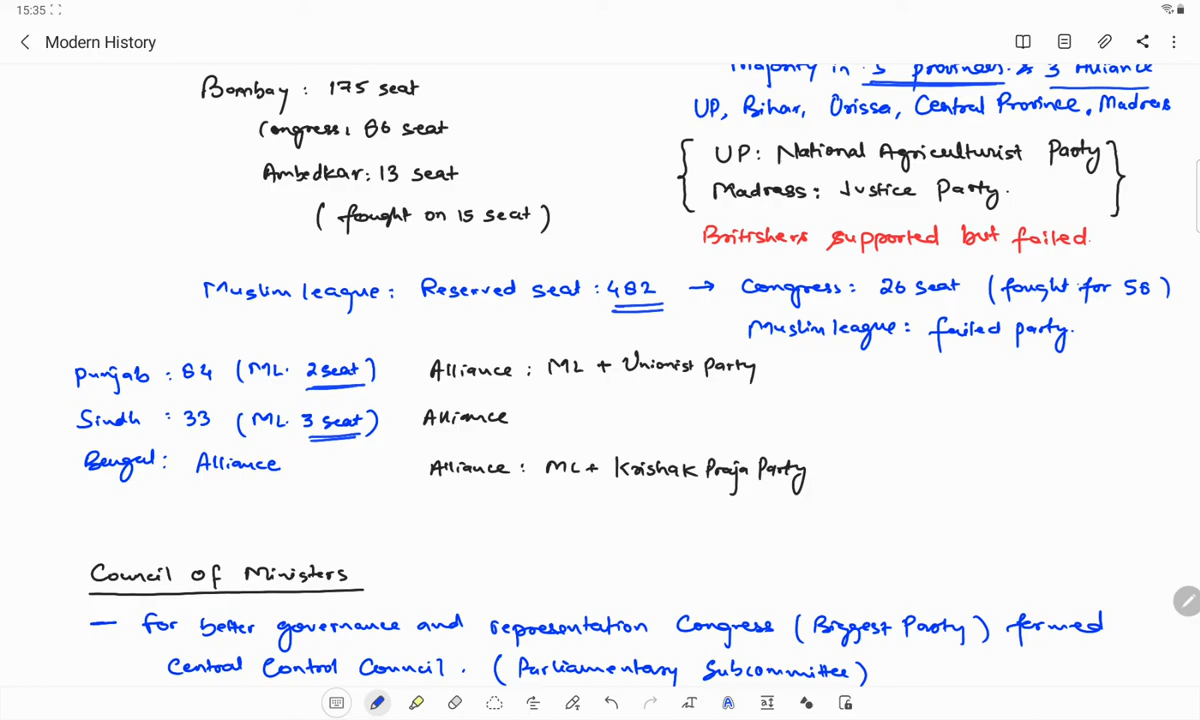 15:35
Modern History
Majority in 5 provinces & 3 Alliance
Bombay : 175 seat
UP, Bihar, Orissa, Central Province, Madras
Congress: 86 seat
UP: National Agriculturist Party
Ambedkar: 13 seat
Madrass: Justice Party.
(fought on 15 seat)
Britishers supported but failed.
Muslim league: Reserved seat : 482 → Congress: 26 seat (fought for 58)
Muslim league: failed party.
Punjab : 84 (ML. 2 seat) Alliance : ML + Unionist Party
Sindh : 33 (ML. 3 seat) Alliance
Bengal: Alliance Alliance : ML + Krishak Praja Party
Council of Ministers
— for better governance and representation Congress (Biggest Party) formed
Central Control Council. (Parliamentary Subcommittee)